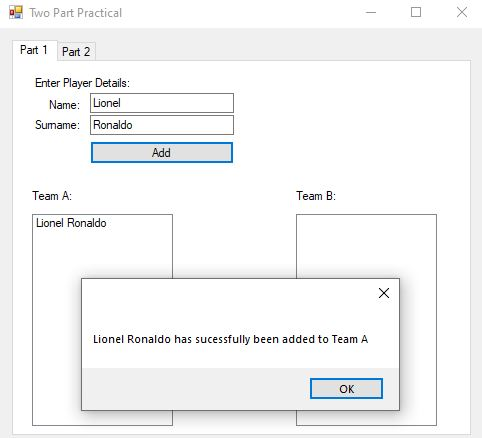 Two Part Practical
Part 1 Part 2
Enter Player Details:
Name: Lionel
Surname: Ronaldo
Add
Team A: Team B:
Lionel Ronaldo
Lionel Ronaldo has sucessfully been added to Team A
OK